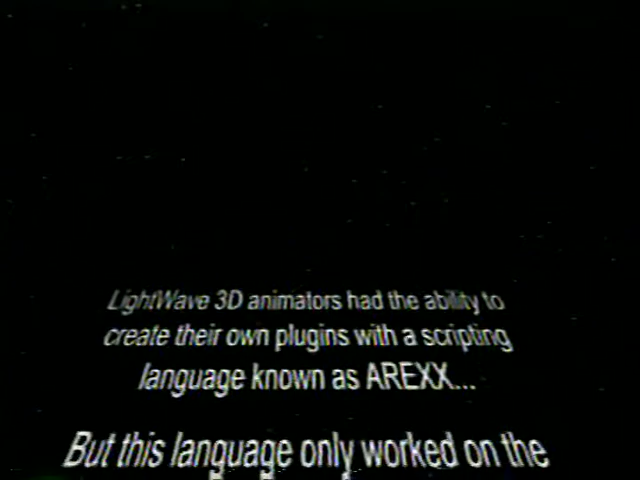 LightWave 3D animators had the ability to
create their own plugins with a scripting
language known as AREXX...
But this language only worked on the